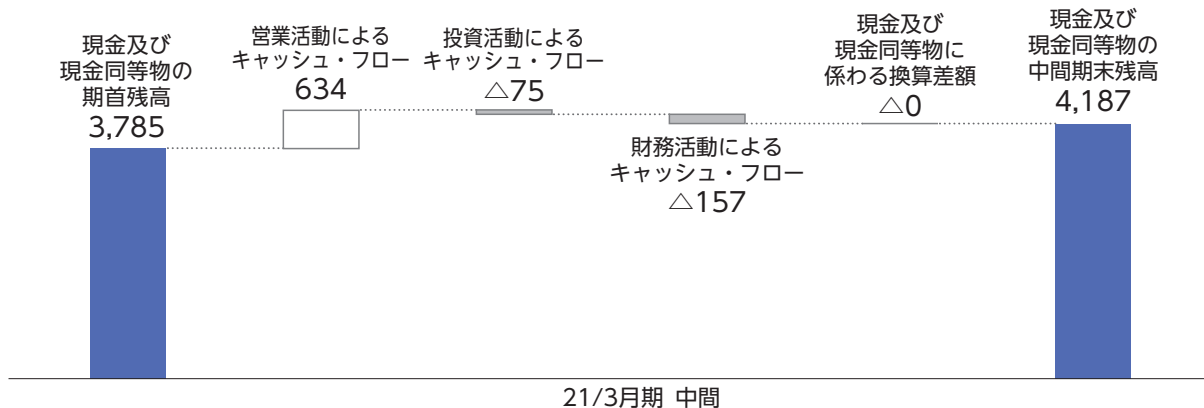 現金及び
現金同等物の
期首残高
3,785
営業活動による
キャッシュ・フロー
634
投資活動による
キャッシュ・フロー
△75
財務活動による
キャッシュ・フロー
△157
現金及び
現金同等物に
係わる換算差額
△0
現金及び
現金同等物の
中間期末残高
4,187
21/3月期 中間